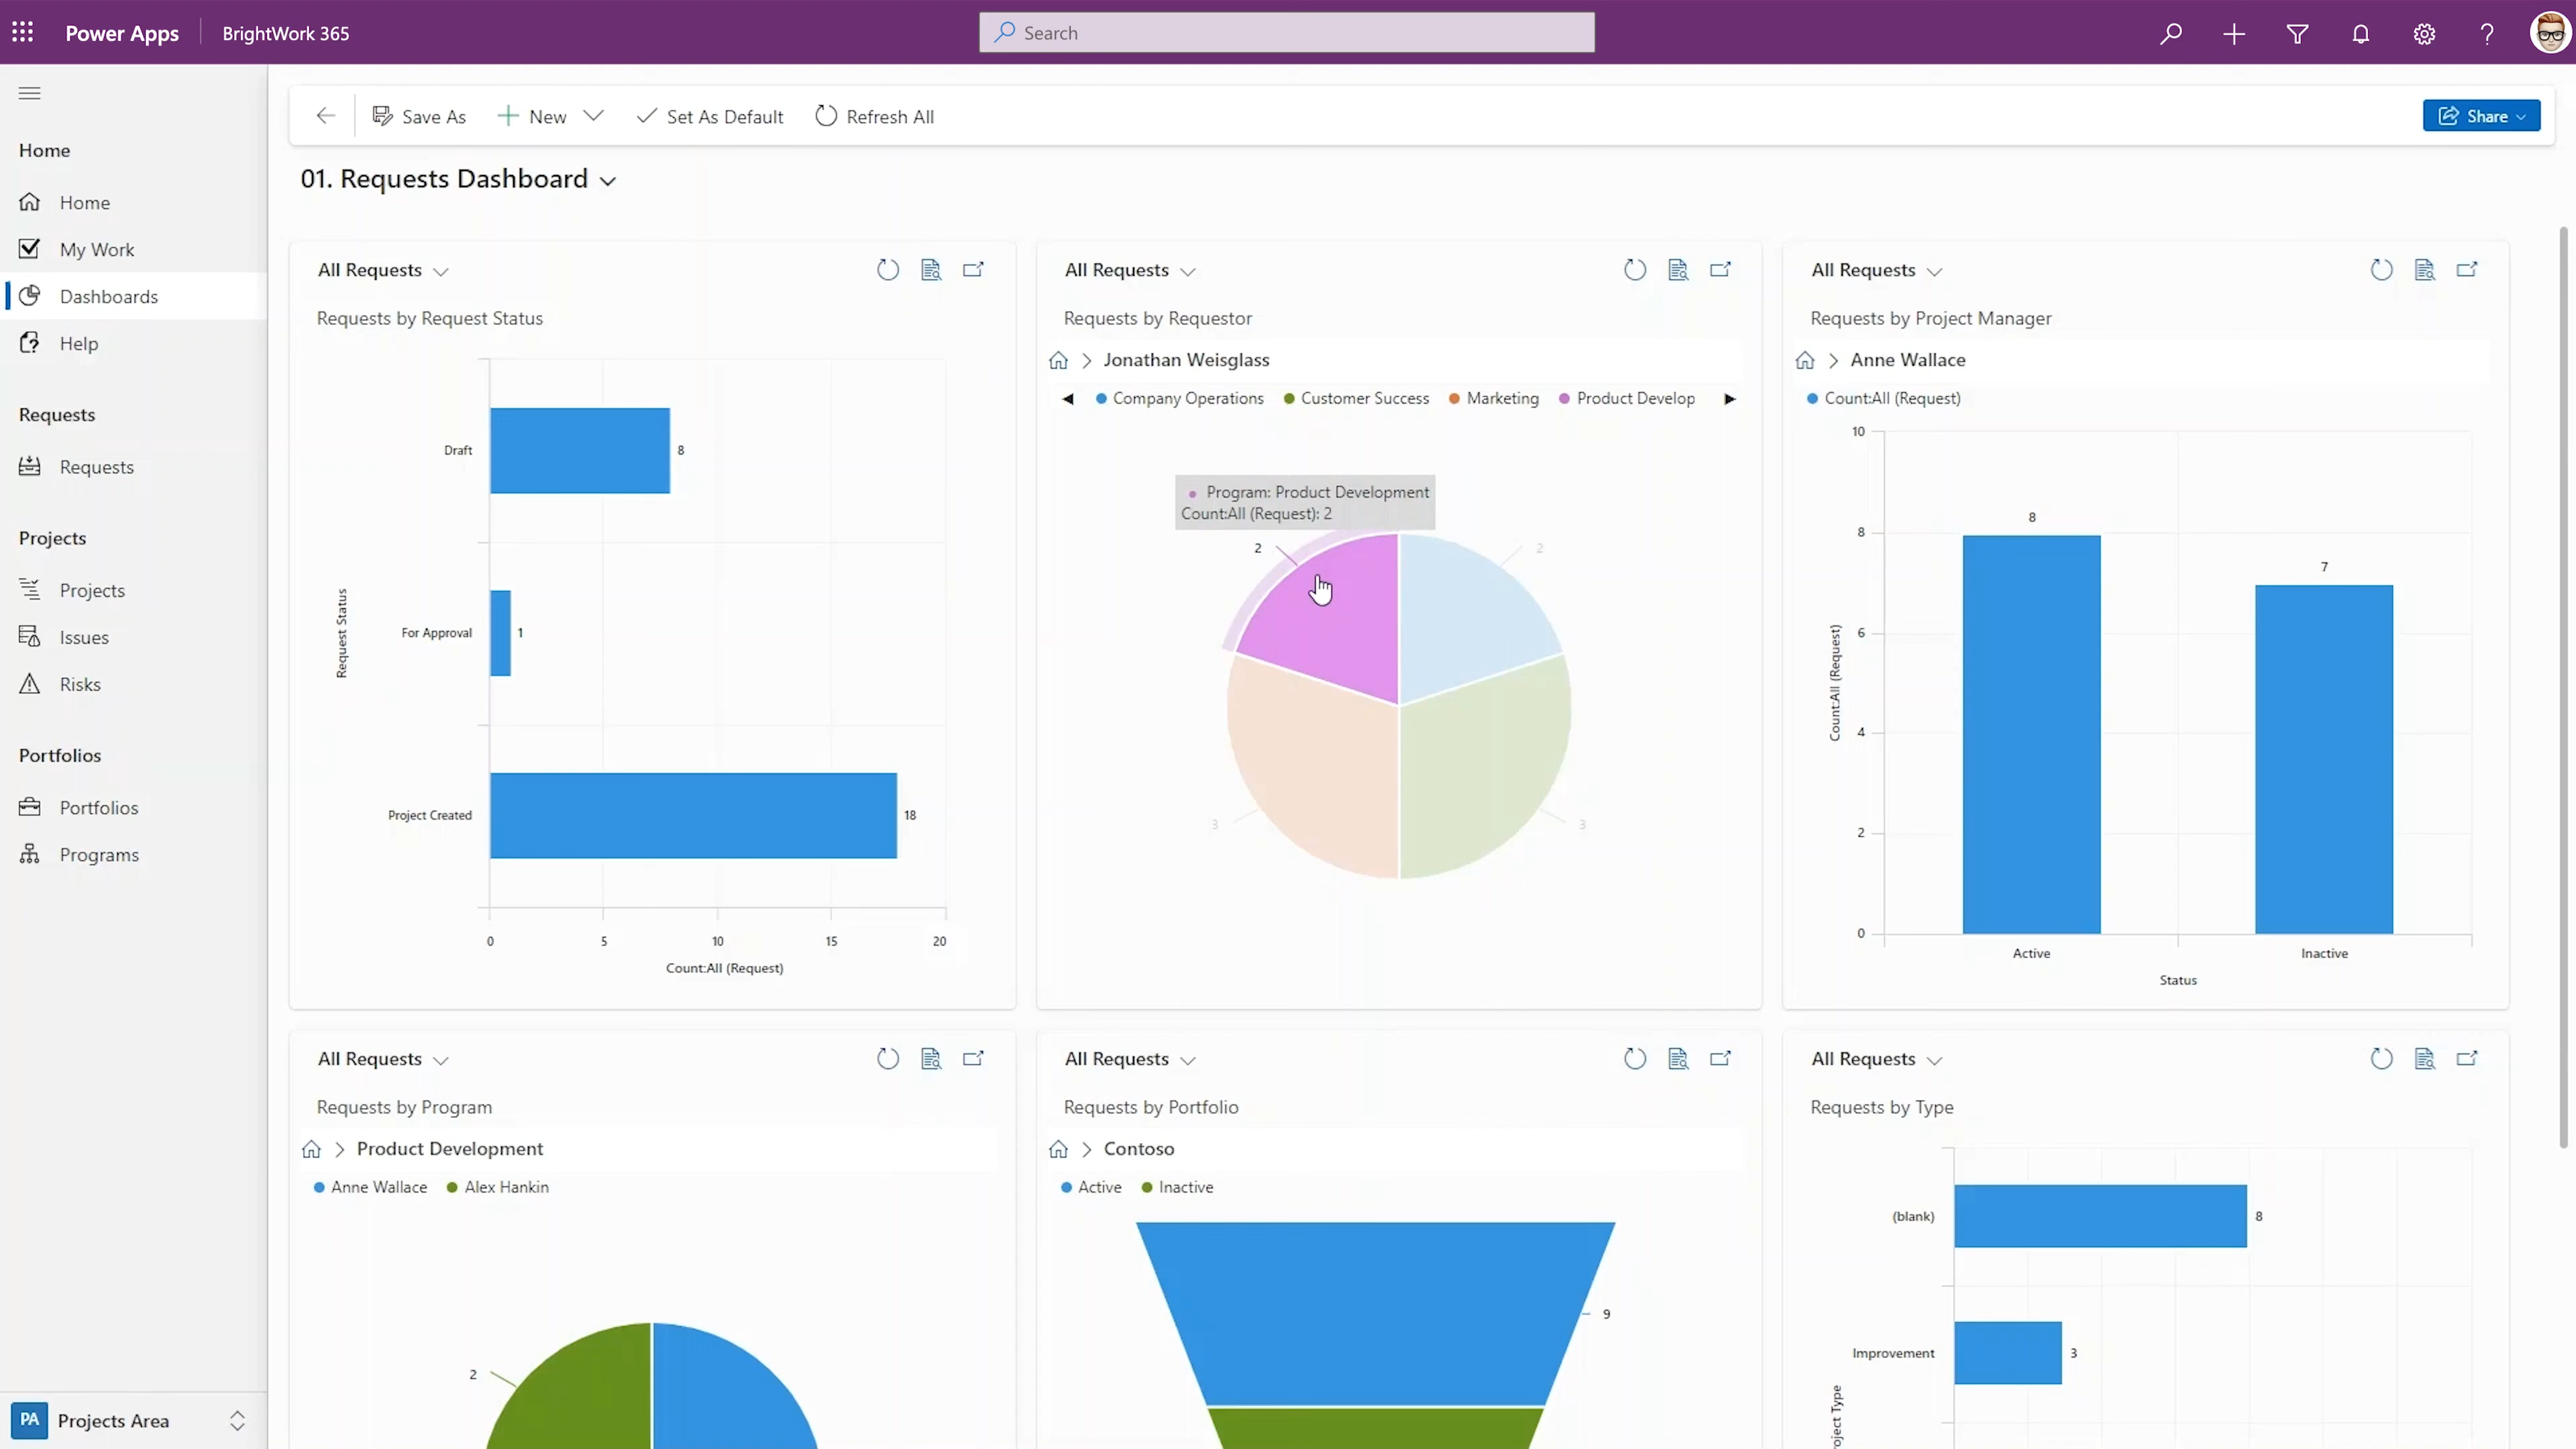 Power Apps
BrightWork 365
Search
Home
Home
My Work
Dashboards
Help
Requests
Requests
Projects
Projects
Issues
Risks
Portfolios
Portfolios
Programs
PA Projects Area
Save As
New
Set As Default
Refresh All
Share
01. Requests Dashboard
All Requests
Requests by Request Status
Request Status
Draft
8
For Approval
1
Project Created
18
0 5 10 15 20
Count:All (Request)
All Requests
Requests by Requestor
Jonathan Weisglass
Company Operations Customer Success Marketing Product Develop
Program: Product Development
Count:All (Request): 2
2
2
3
3
All Requests
Requests by Project Manager
Anne Wallace
Count:All (Request)
Count:All (Request)
10
8
6
4
2
0
8
7
Active Inactive
Status
All Requests
Requests by Program
Product Development
Anne Wallace Alex Hankin
2
All Requests
Requests by Portfolio
Contoso
Active Inactive
9
All Requests
Requests by Type
(blank)
8
Improvement
3
oject Type